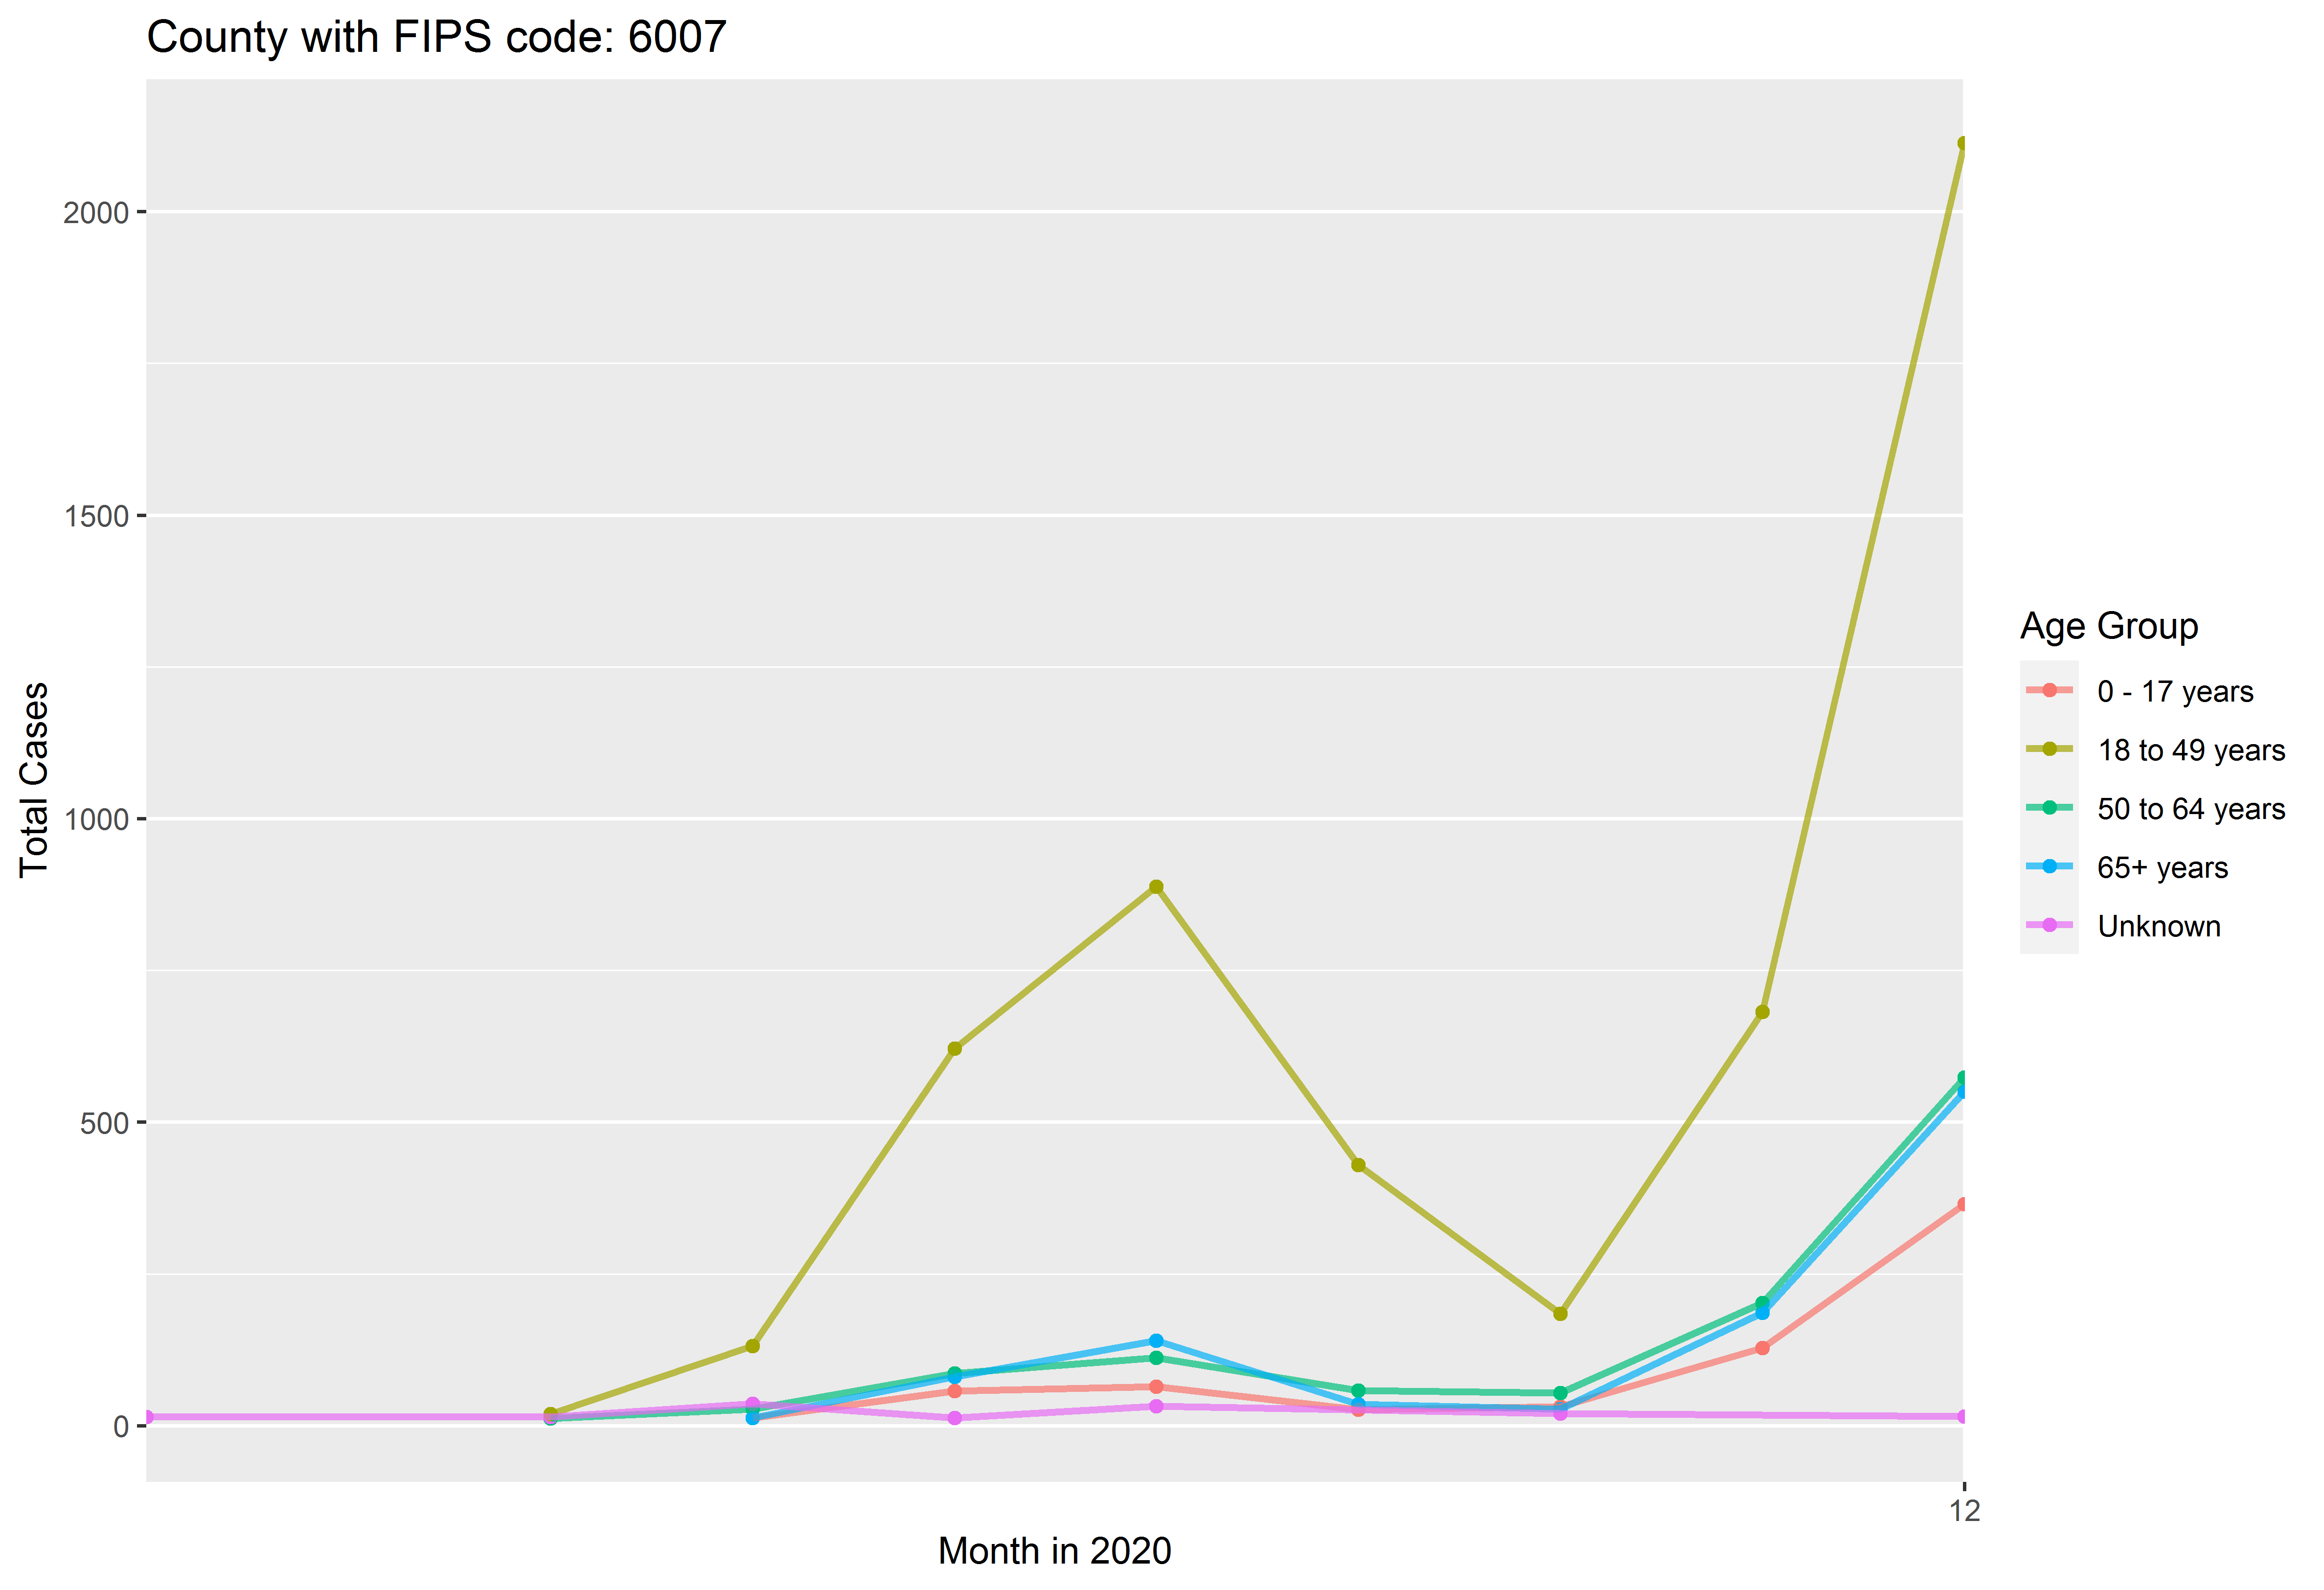 County with FIPS code: 6007
2000
1500
1000
500
0
Total Cases
12
Month in 2020
Age Group
0 - 17 years
18 to 49 years
50 to 64 years
65+ years
Unknown